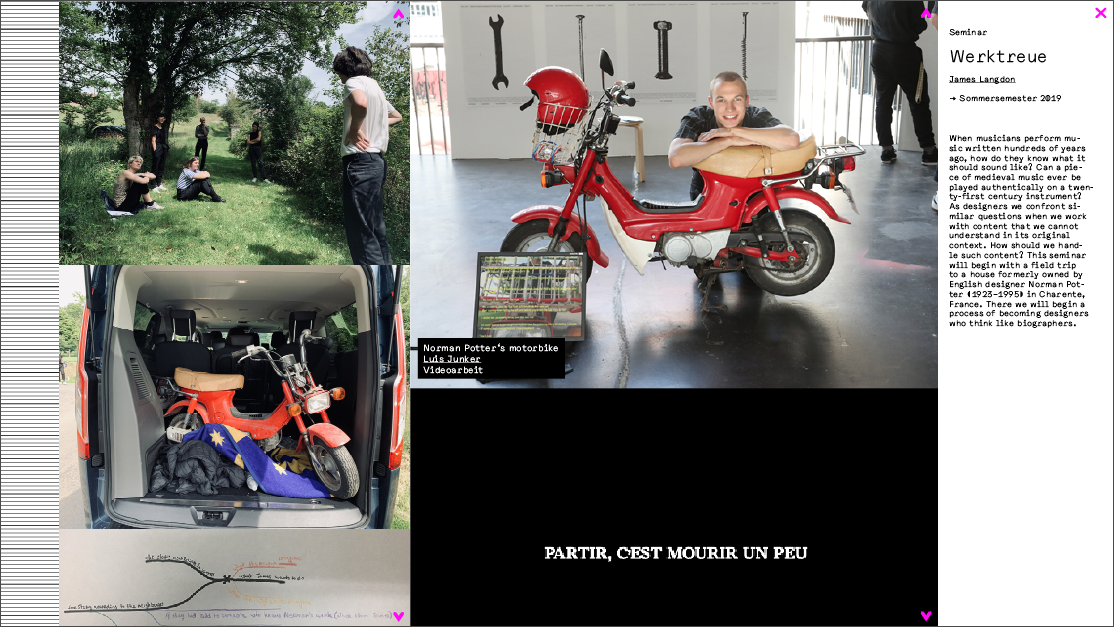 Seminar
Werktreue
James Langdon
→ Sommersemester 2019
When musicians perform mu-
sic written hundreds of years
ago, how do they know what it
should sound like? Can a pie-
ce of medieval music ever be
played authentically on a twen-
ty-first century instrument?
As designers we confront si-
milar questions when we work
with content that we cannot
understand in its original
context. How should we hand-
le such content? This seminar
will begin with a field trip
to a house formerly owned by
English designer Norman Pot-
ter (1923–1995) in Charente,
France. There we will begin a
process of becoming designers
who think like biographers.
Norman Potter's motorbike
Luis Junker
Videoarbeit
PARTIR, C'EST MOURIR UN PEU